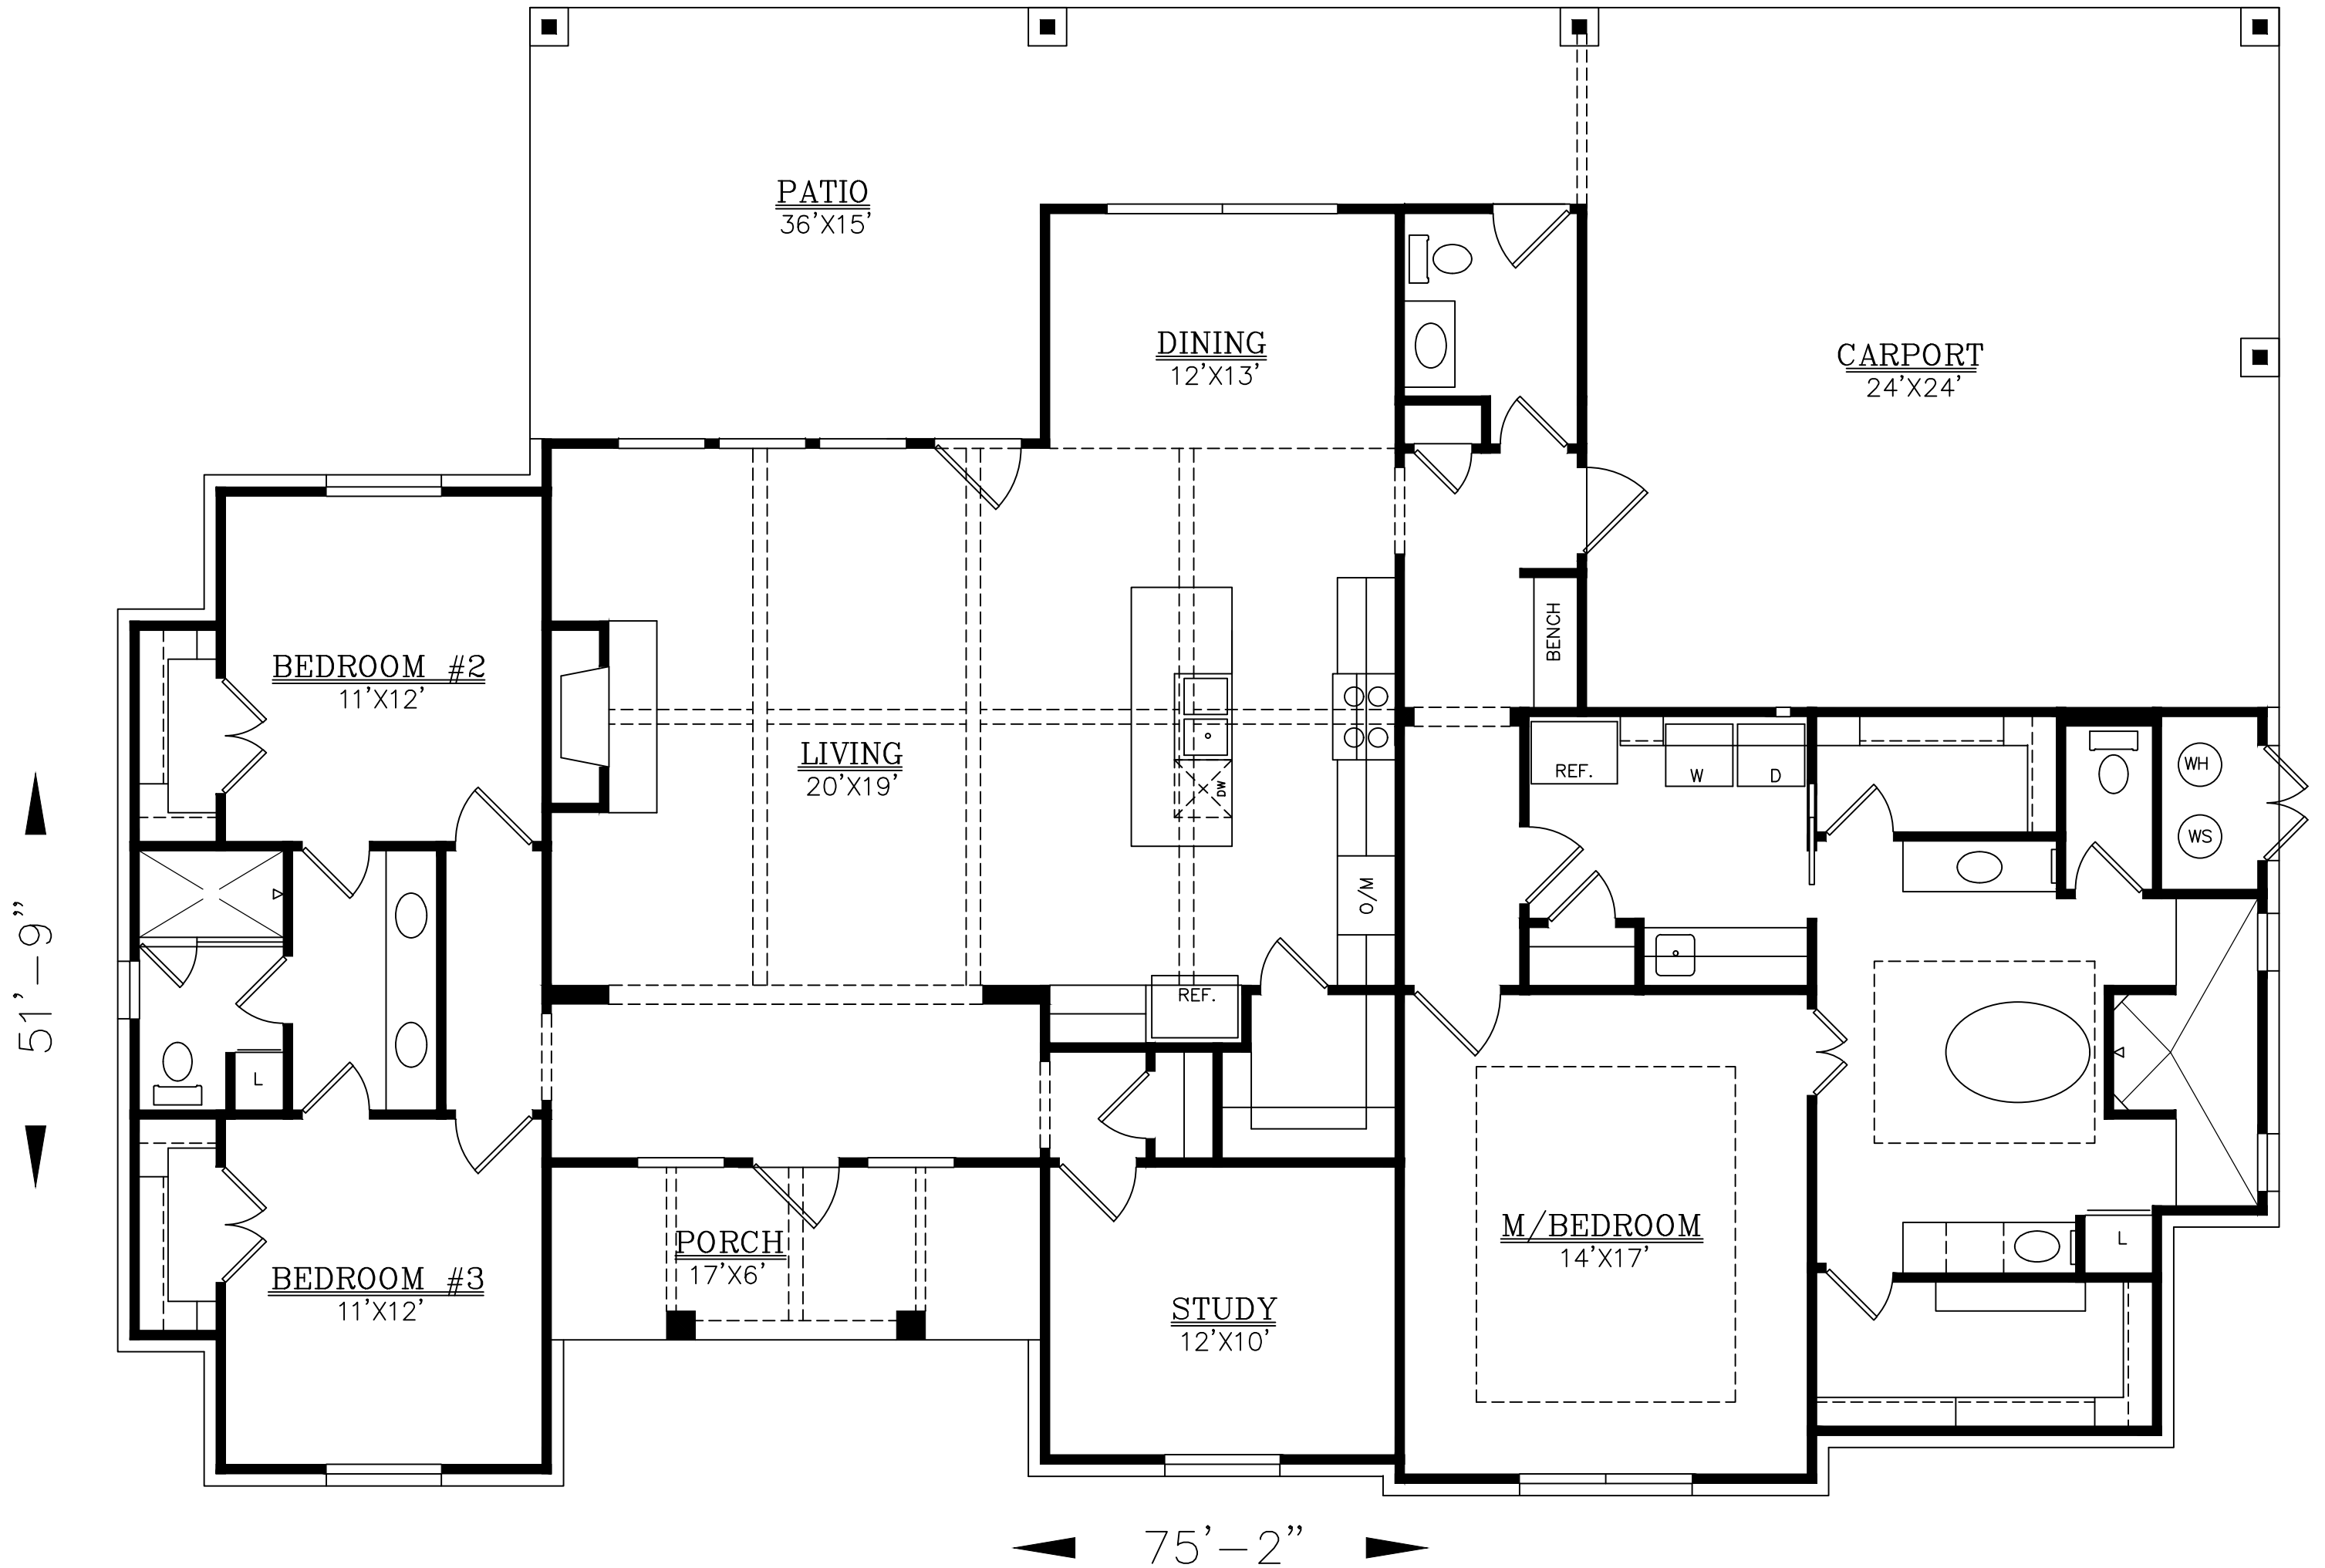 PATIO
36'X15'
DINING
12'X13'
CARPORT
24'X24'
BENCH
BEDROOM #2
11'X12'
LIVING
20'X19'
DW
REF.
W
D
WH
WS
O/M
REF.
L
51'-9"
PORCH
17'X6'
M/BEDROOM
14'X17'
L
BEDROOM #3
11'X12'
STUDY
12'X10'
75'-2"